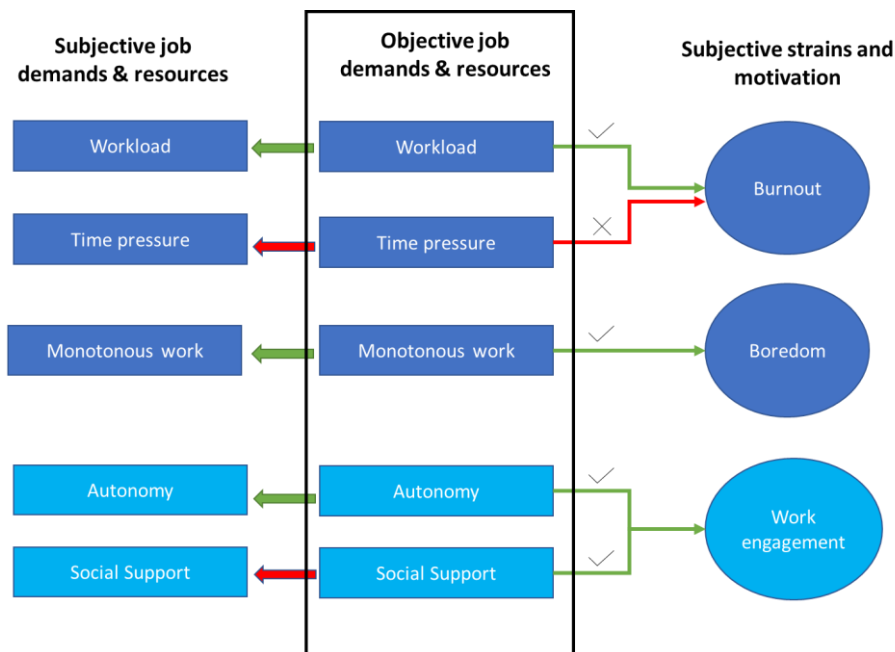 Subjective job
demands & resources
Objective job
demands & resources
Subjective strains and
motivation
Workload
Workload
Burnout
Time pressure
Time pressure
Monotonous work
Monotonous work
Boredom
Autonomy
Autonomy
Work
engagement
Social Support
Social Support